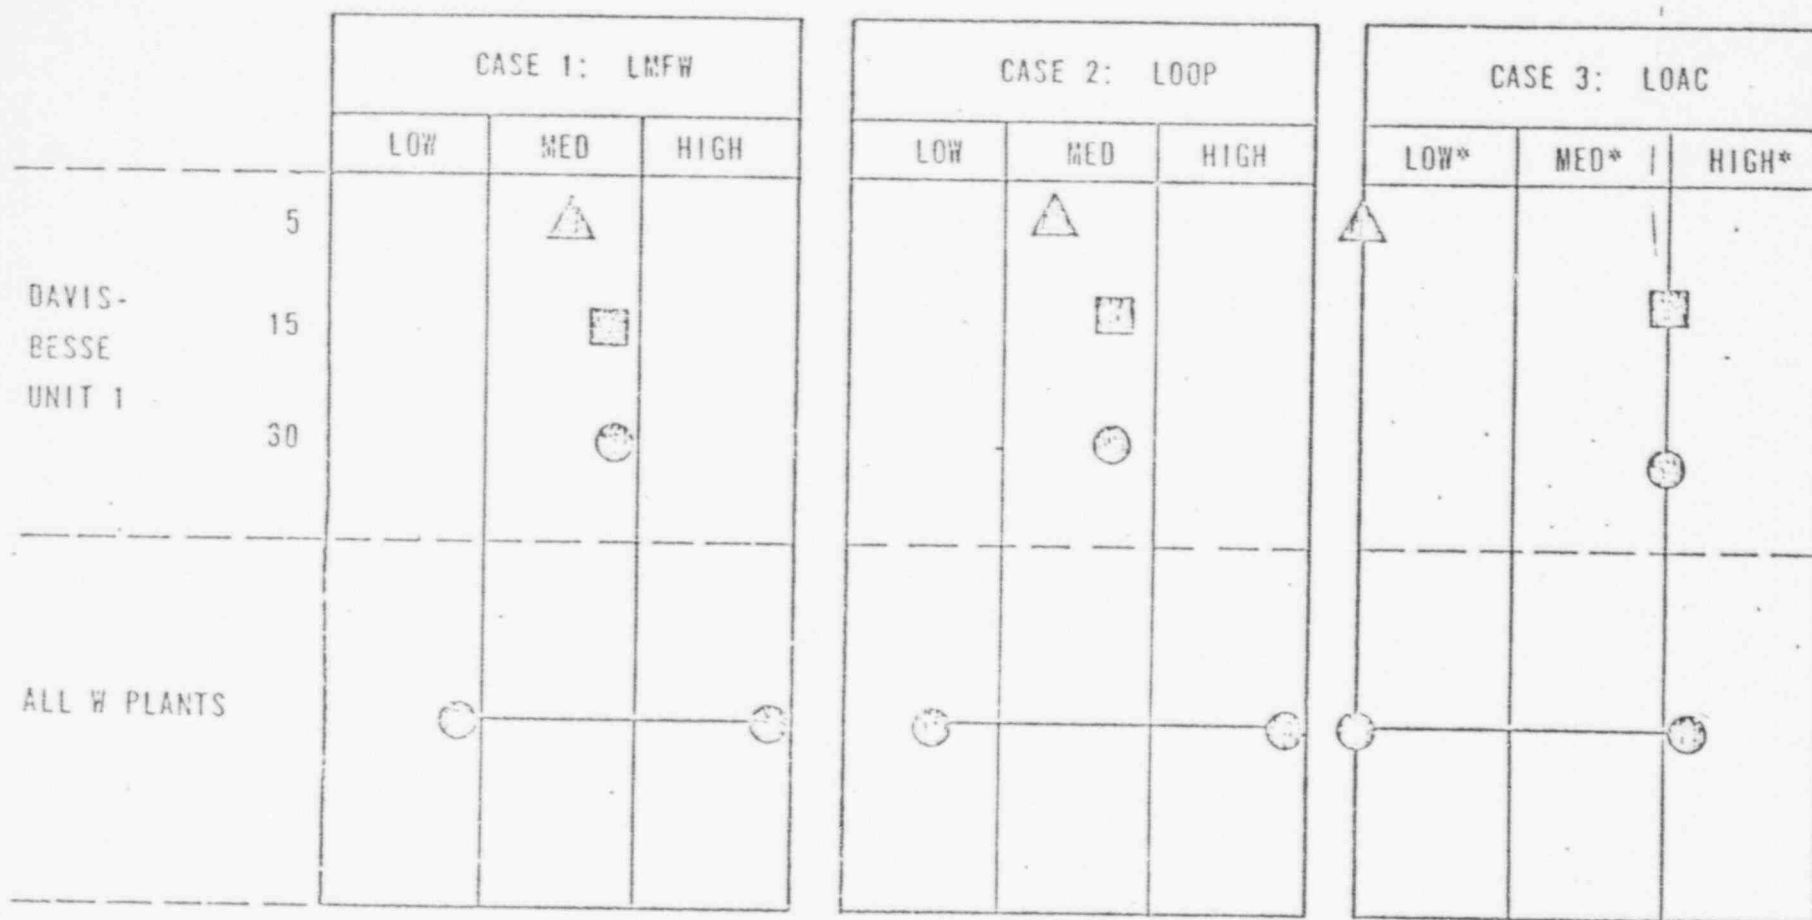 CASE 1: LMFW
CASE 2: LOOP
CASE 3: LOAC
LOW MED HIGH
LOW MED HIGH
LOW* MED* HIGH*
DAVIS-
BESSE
UNIT 1
5
15
30
ALL W PLANTS